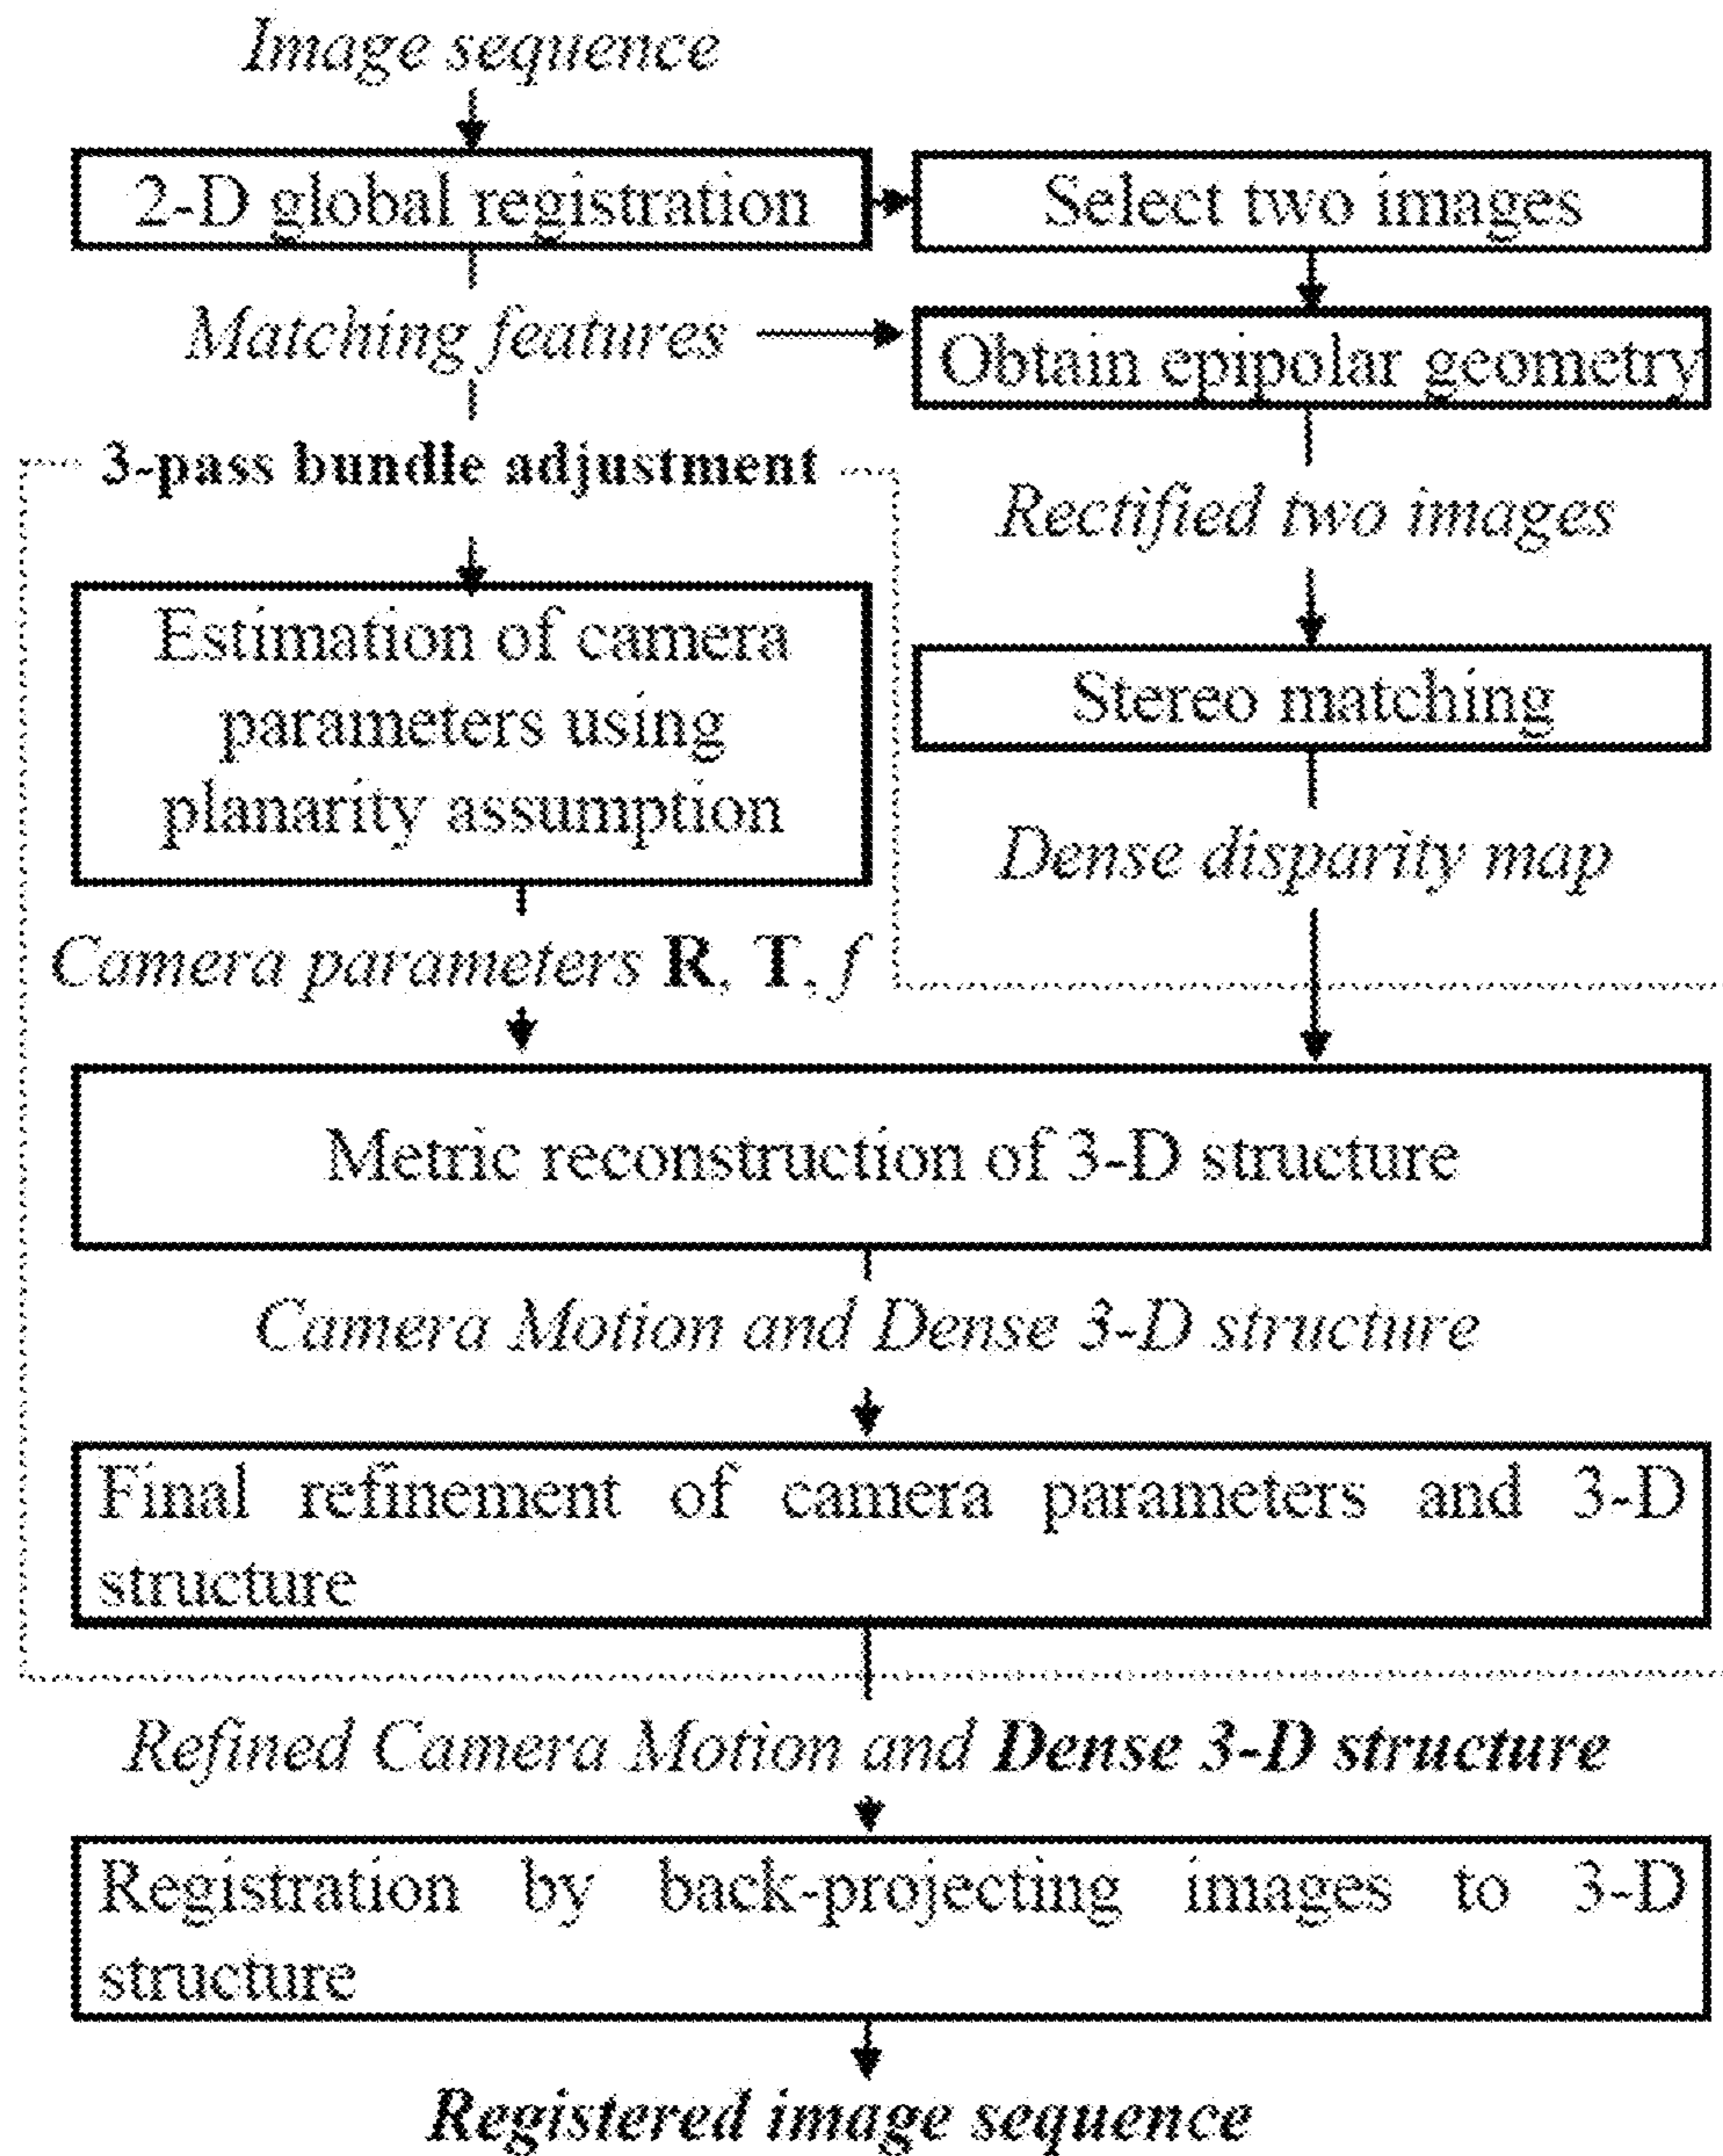 Image sequence
2-D global registration
Select two images
Matching features
Obtain epipolar geometry
3-pass bundle adjustment
Rectified two images
Estimation of camera
parameters using
planarity assumption
Stereo matching
Dense disparity map
Camera parameters R, T, f
Metric reconstruction of 3-D structure
Camera Motion and Dense 3-D structure
Final refinement of camera parameters and 3-D
structure
Refined Camera Motion and Dense 3-D structure
Registration by back-projecting images to 3-D
structure
Registered image sequence